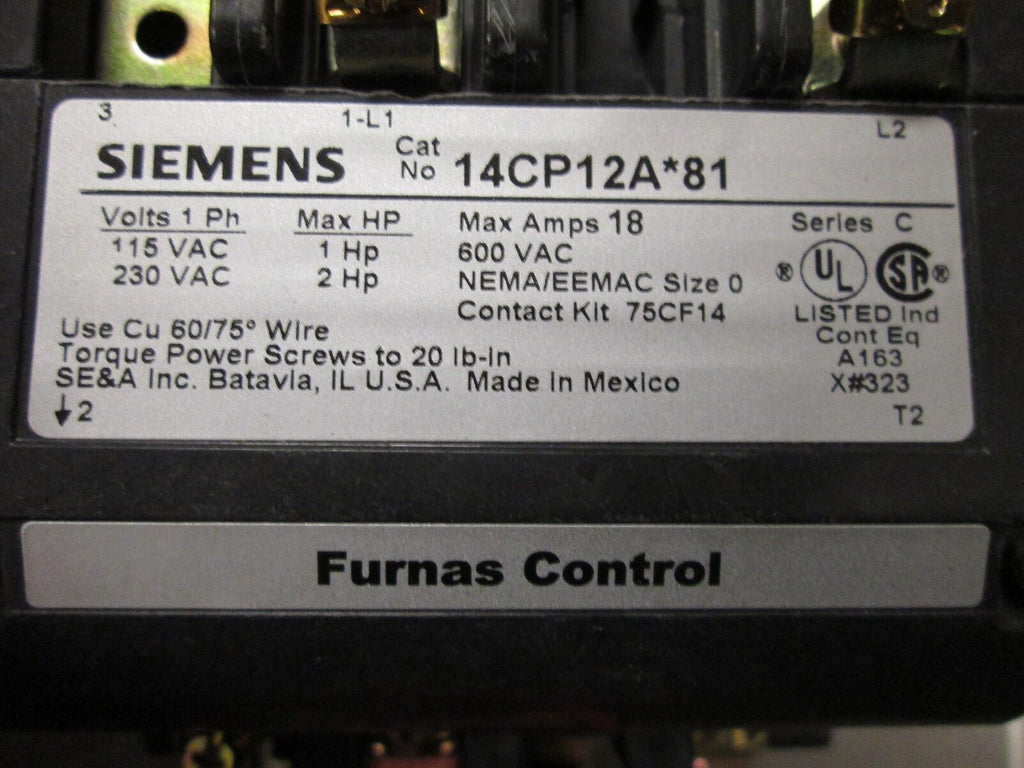 3 1-L1 L2
SIEMENS Cat No 14CP12A*81
Volts 1 Ph Max HP Max Amps 18 Series C
115 VAC 1 Hp 600 VAC
230 VAC 2 Hp NEMA/EEMAC Size 0 ® UL SA ®
Contact Kit 75CF14 LISTED Ind
Use Cu 60/75° Wire Cont Eq
Torque Power Screws to 20 lb-in A163
SE&A Inc. Batavia, IL U.S.A. Made in Mexico X#323
↓2 T2
Furnas Control